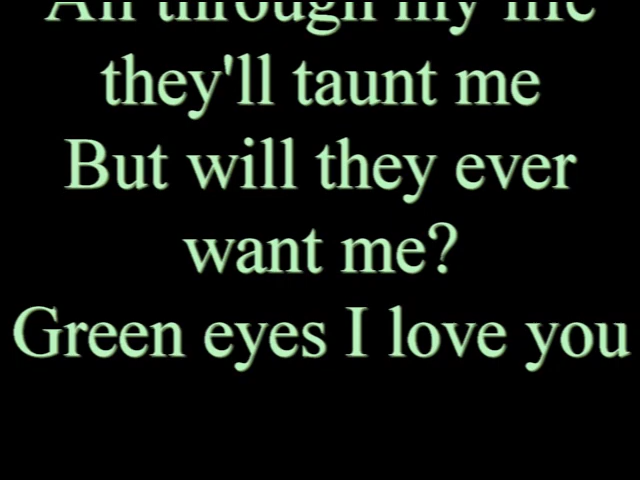 All through my life
they'll taunt me
But will they ever
want me?
Green eyes I love you